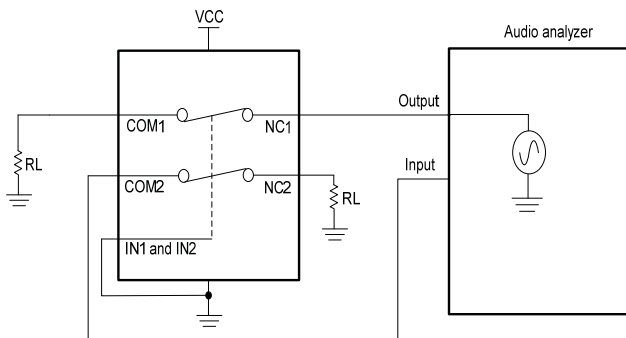 VCC
Audio analyzer
Output
COM1
NC1
RL
Input
COM2
NC2
RL
IN1 and IN2